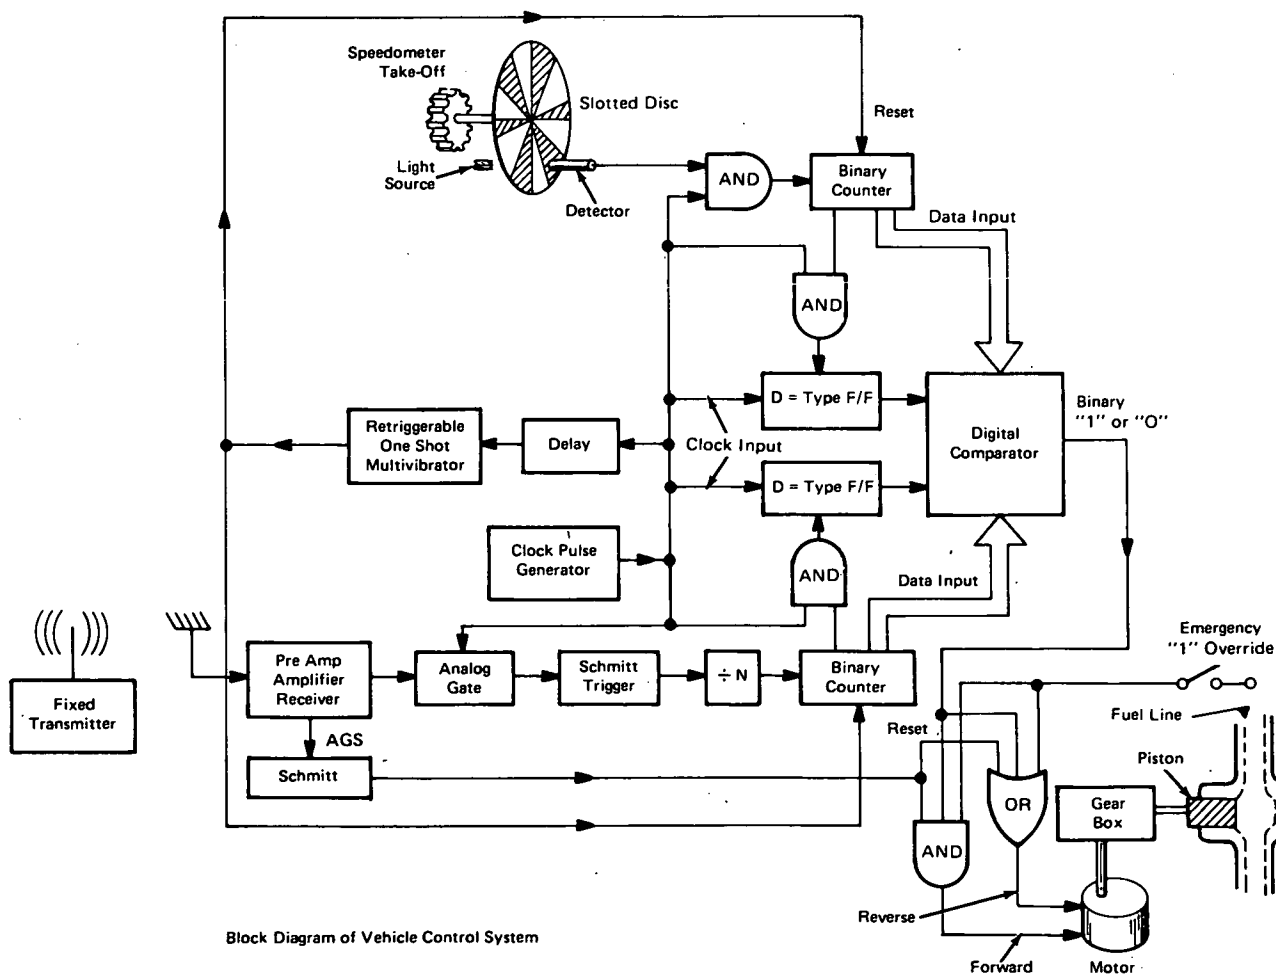 Speedometer
Take-Off
Slotted Disc
Reset
Light
Source
Detector
AND
Binary
Counter
Data Input
AND
D = Type F/F
Binary
"1" or "O"
Retriggerable
One Shot
Multivibrator
Delay
Clock Input
Digital
Comparator
D = Type F/F
Clock Pulse
Generator
AND
Data Input
Emergency
"1" Override
Fixed
Transmitter
Pre Amp
Amplifier
Receiver
Analog
Gate
Schmitt
Trigger
÷ N
Binary
Counter
Fuel Line
Reset
AGS
Schmitt
Piston
OR
Gear
Box
AND
Reverse
Block Diagram of Vehicle Control System
Forward
Motor